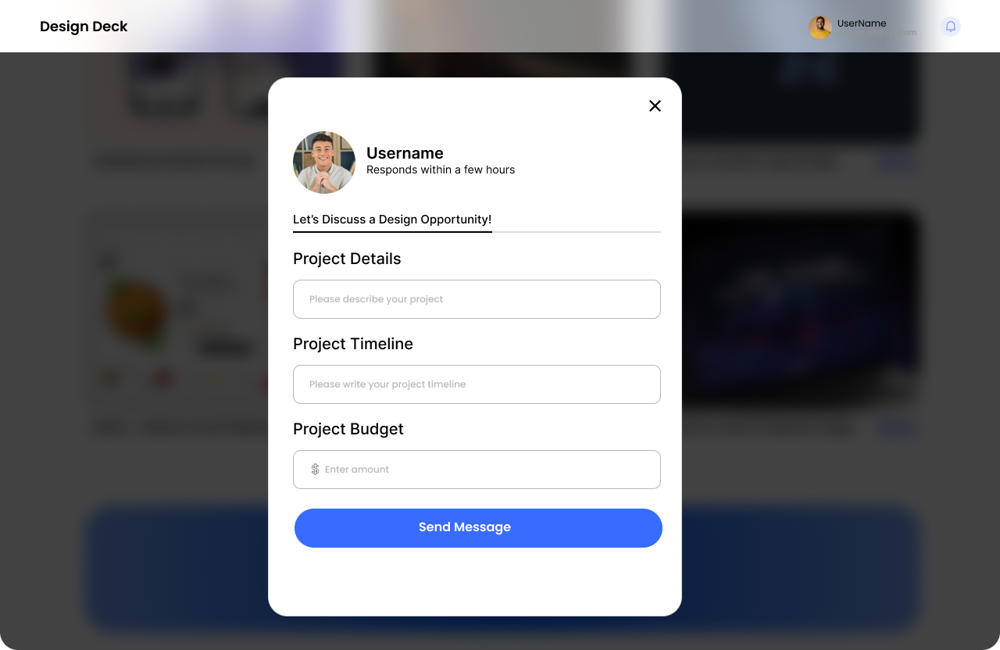 Design Deck
UserName
Username
Responds within a few hours
Let's Discuss a Design Opportunity!
Project Details
Please describe your project
Project Timeline
Please write your project timeline
Project Budget
$ Enter amount
Send Message